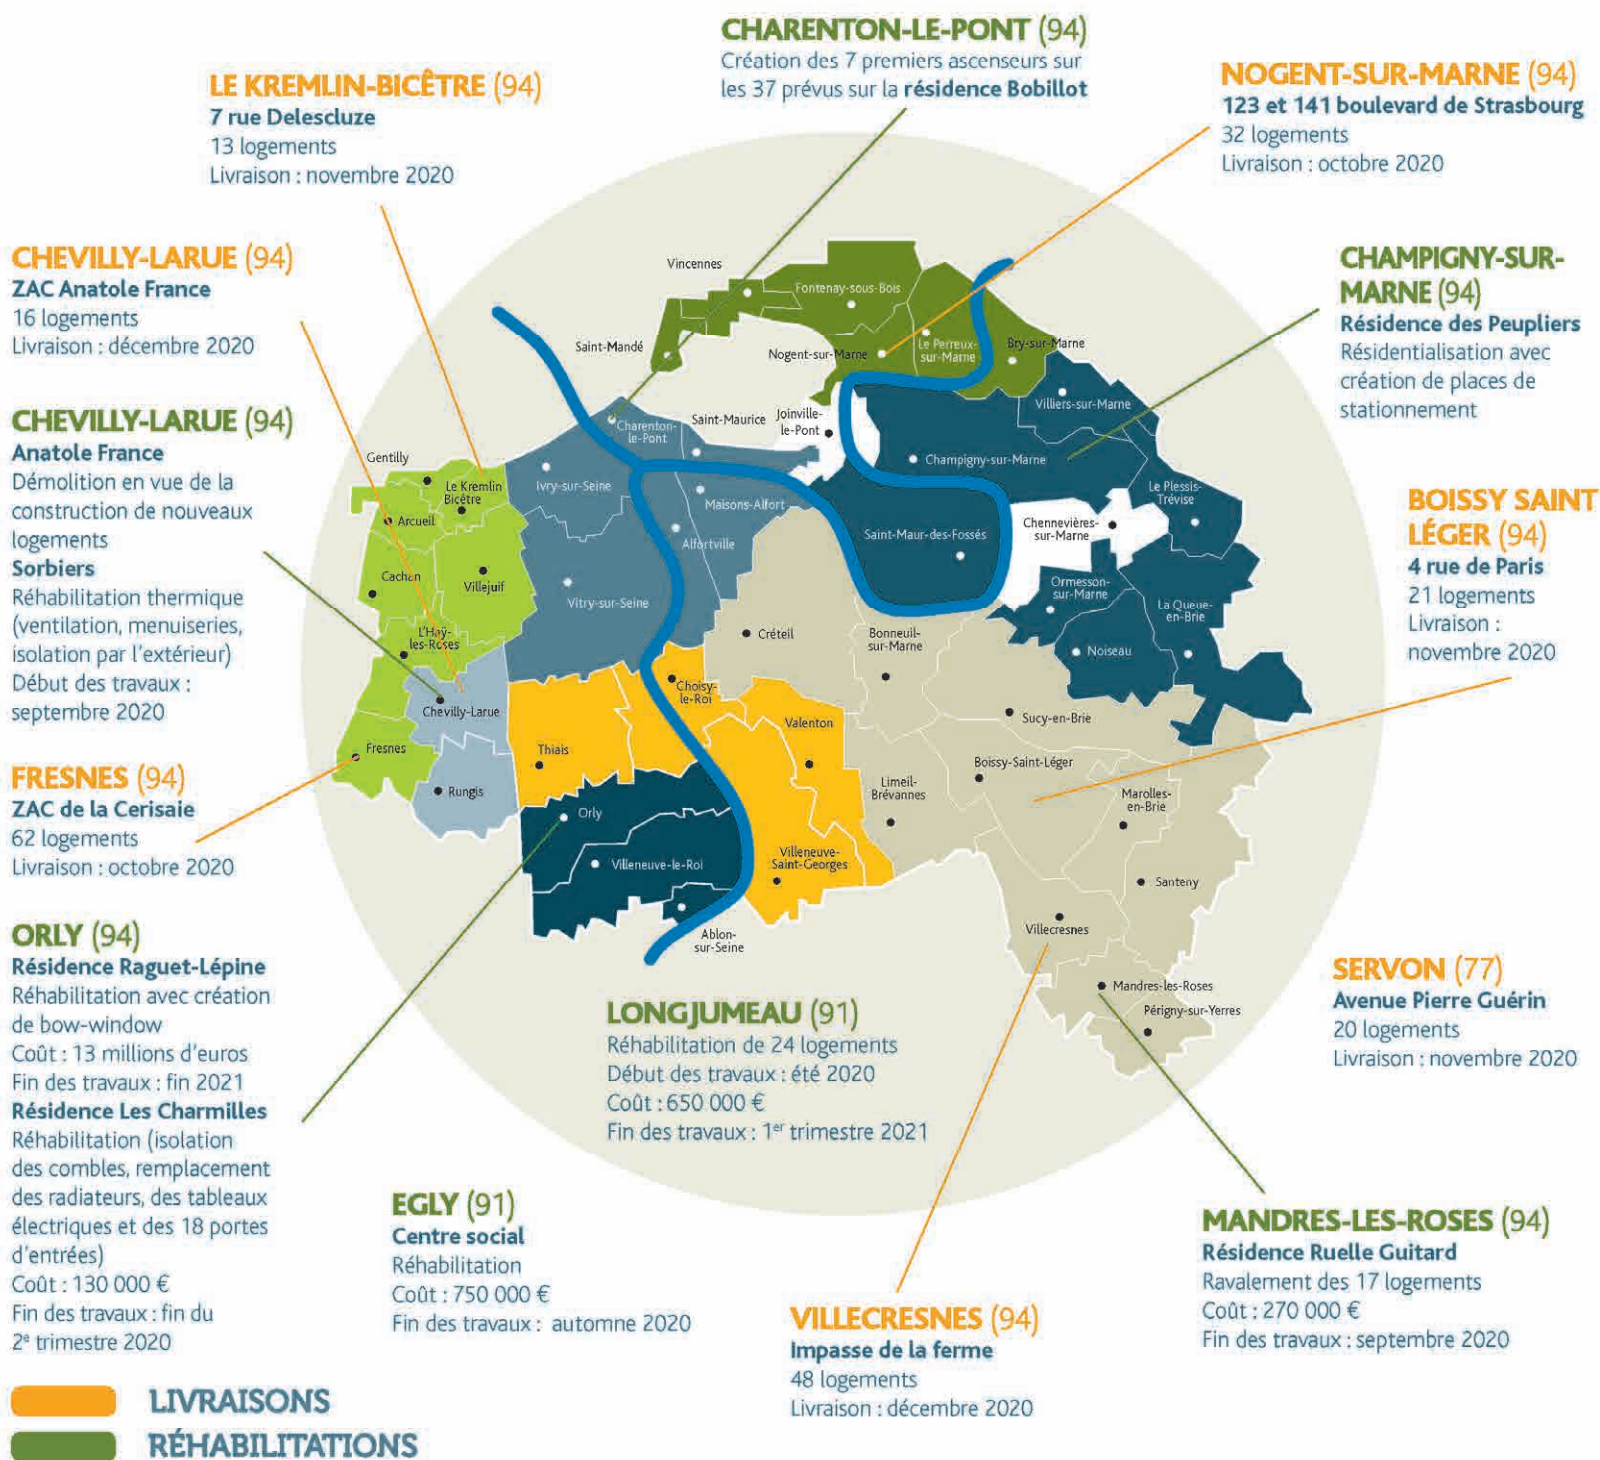 CHARENTON-LE-PONT (94)
Création des 7 premiers ascenseurs sur
les 37 prévus sur la résidence Bobillot
LE KREMLIN-BICÊTRE (94)
7 rue Delescluze
13 logements
Livraison : novembre 2020
NOGENT-SUR-MARNE (94)
123 et 141 boulevard de Strasbourg
32 logements
Livraison : octobre 2020
CHEVILLY-LARUE (94)
ZAC Anatole France
16 logements
Livraison : décembre 2020
CHAMPIGNY-SUR-
MARNE (94)
Résidence des Peupliers
Résidentialisation avec
création de places de
stationnement
CHEVILLY-LARUE (94)
Anatole France
Démolition en vue de la
construction de nouveaux
logements
Sorbiers
Réhabilitation thermique
(ventilation, menuiseries,
isolation par l'extérieur)
Début des travaux :
septembre 2020
BOISSY SAINT
LÉGER (94)
4 rue de Paris
21 logements
Livraison :
novembre 2020
FRESNES (94)
ZAC de la Cerisaie
62 logements
Livraison : octobre 2020
ORLY (94)
Résidence Raguet-Lépine
Réhabilitation avec création
de bow-window
Coût : 13 millions d'euros
Fin des travaux : fin 2021
Résidence Les Charmilles
Réhabilitation (isolation
des combles, remplacement
des radiateurs, des tableaux
électriques et des 18 portes
d'entrées)
Coût : 130 000 €
Fin des travaux : fin du
2e trimestre 2020
Vincennes
Fontenay-sous-Bois
Saint-Mandé
Nogent-sur-Marne
Le Perreux-
sur-Marne
Bry-sur-Marne
Villiers-sur-Marne
Charenton-
le-Pont
Saint-Maurice
Joinville-
le-Pont
Champigny-sur-Marne
Gentilly
Le Kremlin
Bicêtre
Ivry-sur-Seine
Maisons-Alfort
Le Plessis-
Trévise
Arcueil
Alfortville
Saint-Maur-des-Fossés
Chennevières-
sur-Marne
Cachan
Villejuif
Vitry-sur-Seine
Ormesson-
sur-Marne
La Queue-
en-Brie
L'Haÿ-
les-Roses
Créteil
Bonneuil-
sur-Marne
Noiseau
Chevilly-Larue
Choisy-
le-Roi
Valenton
Sucy-en-Brie
Fresnes
Thiais
Boissy-Saint-Léger
Rungis
Limeil-
Brévannes
Marolles-
en-Brie
Orly
Villeneuve-le-Roi
Villeneuve-
Saint-Georges
Santeny
Ablon-
sur-Seine
Villecresnes
Mandres-les-Roses
Périgny-sur-Yerres
LONGJUMEAU (91)
Réhabilitation de 24 logements
Début des travaux : été 2020
Coût : 650 000 €
Fin des travaux : 1er trimestre 2021
SERVON (77)
Avenue Pierre Guérin
20 logements
Livraison : novembre 2020
EGLY (91)
Centre social
Réhabilitation
Coût : 750 000 €
Fin des travaux : automne 2020
VILLECRESNES (94)
Impasse de la ferme
48 logements
Livraison : décembre 2020
MANDRES-LES-ROSES (94)
Résidence Ruelle Guitard
Ravalement des 17 logements
Coût : 270 000 €
Fin des travaux : septembre 2020
LIVRAISONS
RÉHABILITATIONS